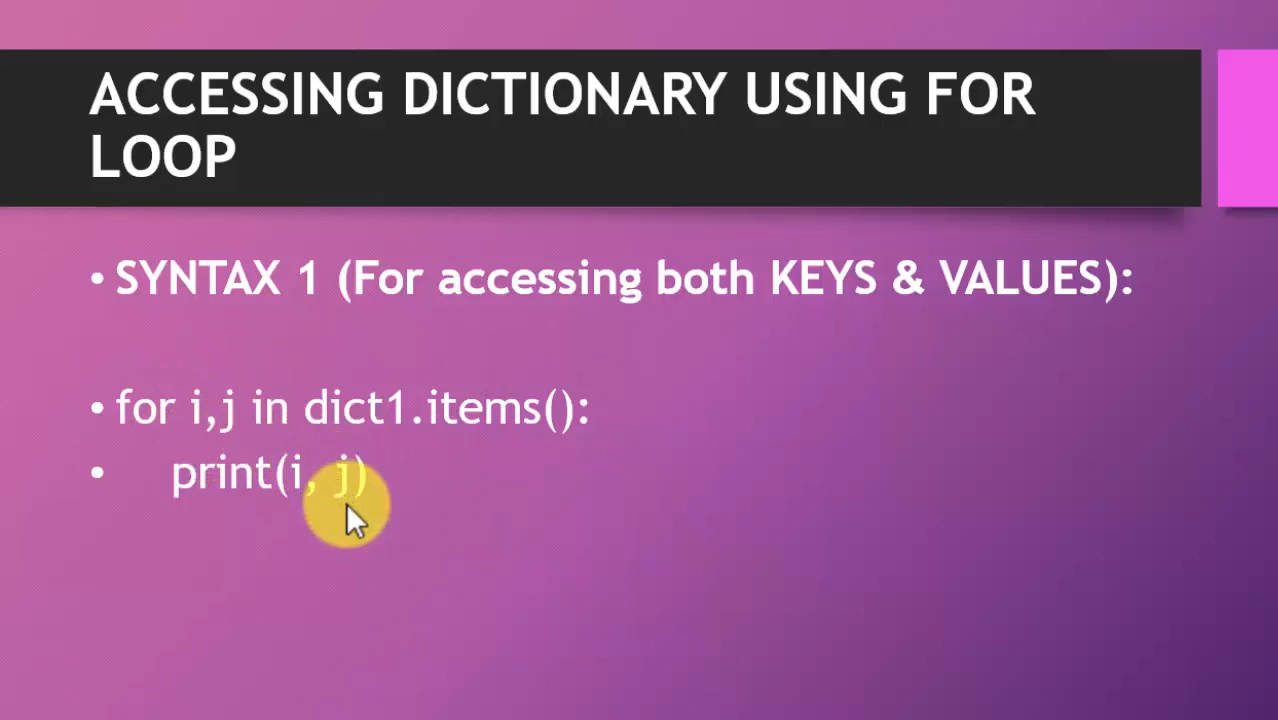 ACCESSING DICTIONARY USING FOR
LOOP
• SYNTAX 1 (For accessing both KEYS & VALUES):
• for i,j in dict1.items():
• print(i, j)